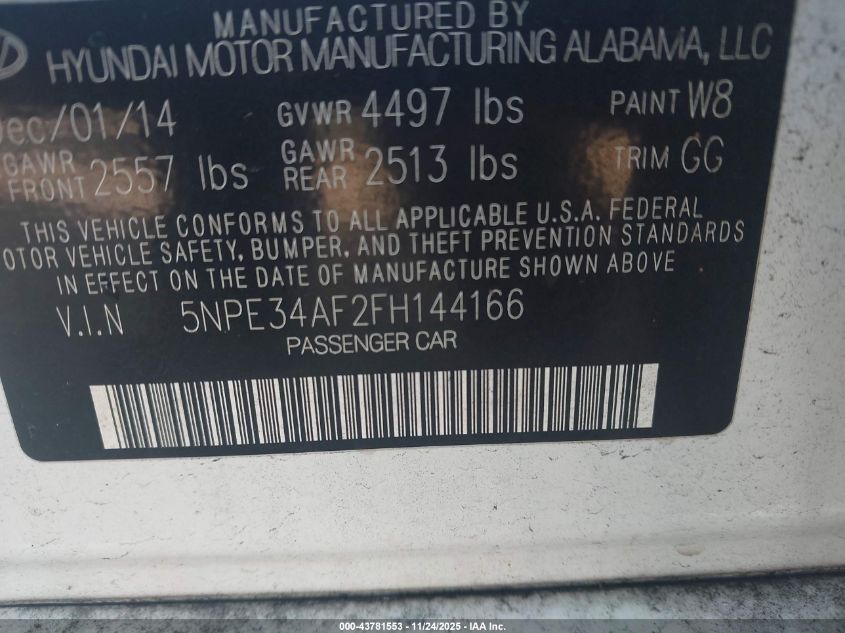 MANUFACTURED BY
HYUNDAI MOTOR MANUFACTURING ALABAMA, LLC
Dec/01/14 GVWR 4497 lbs PAINT W8
GAWR FRONT 2557 lbs GAWR REAR 2513 lbs TRIM GG
THIS VEHICLE CONFORMS TO ALL APPLICABLE U.S.A. FEDERAL
OTOR VEHICLE SAFETY, BUMPER, AND THEFT PREVENTION STANDARDS
IN EFFECT ON THE DATE OF MANUFACTURE SHOWN ABOVE
V.I.N 5NPE34AF2FH144166
PASSENGER CAR
000-43781553 • 11/24/2025 • IAA Inc.